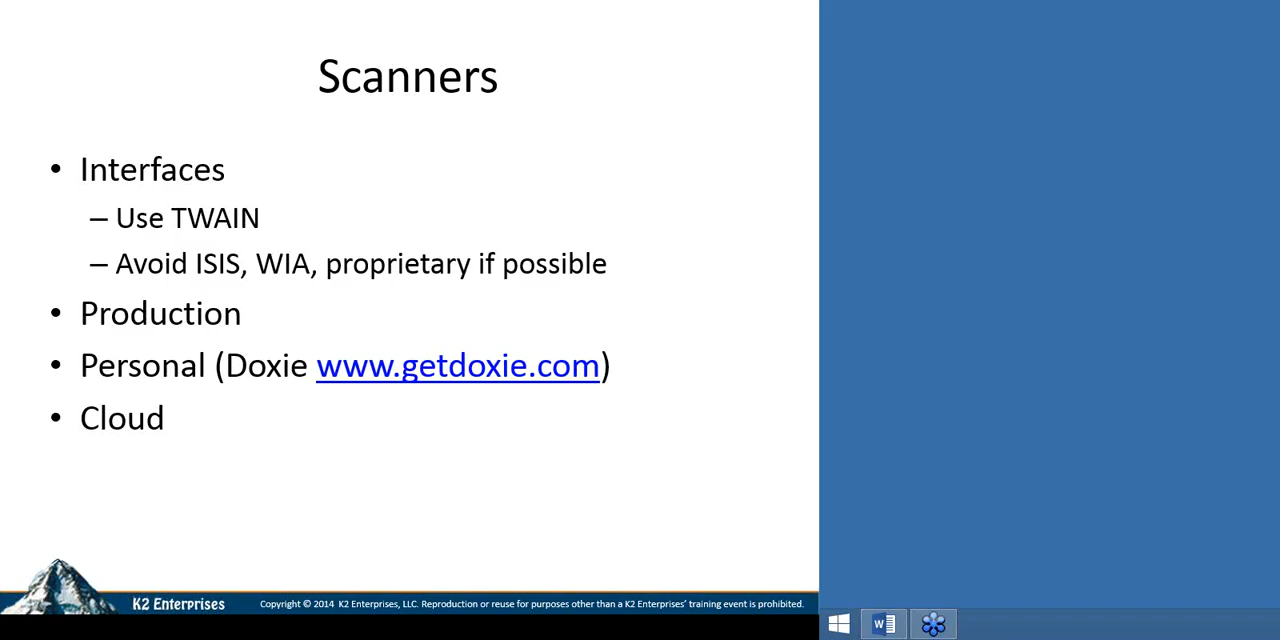 Scanners
• Interfaces
– Use TWAIN
– Avoid ISIS, WIA, proprietary if possible
• Production
• Personal (Doxie www.getdoxie.com)
• Cloud
K2 Enterprises
Copyright © 2014 K2 Enterprises, LLC. Reproduction or reuse for purposes other than a K2 Enterprises' training event is prohibited.
W